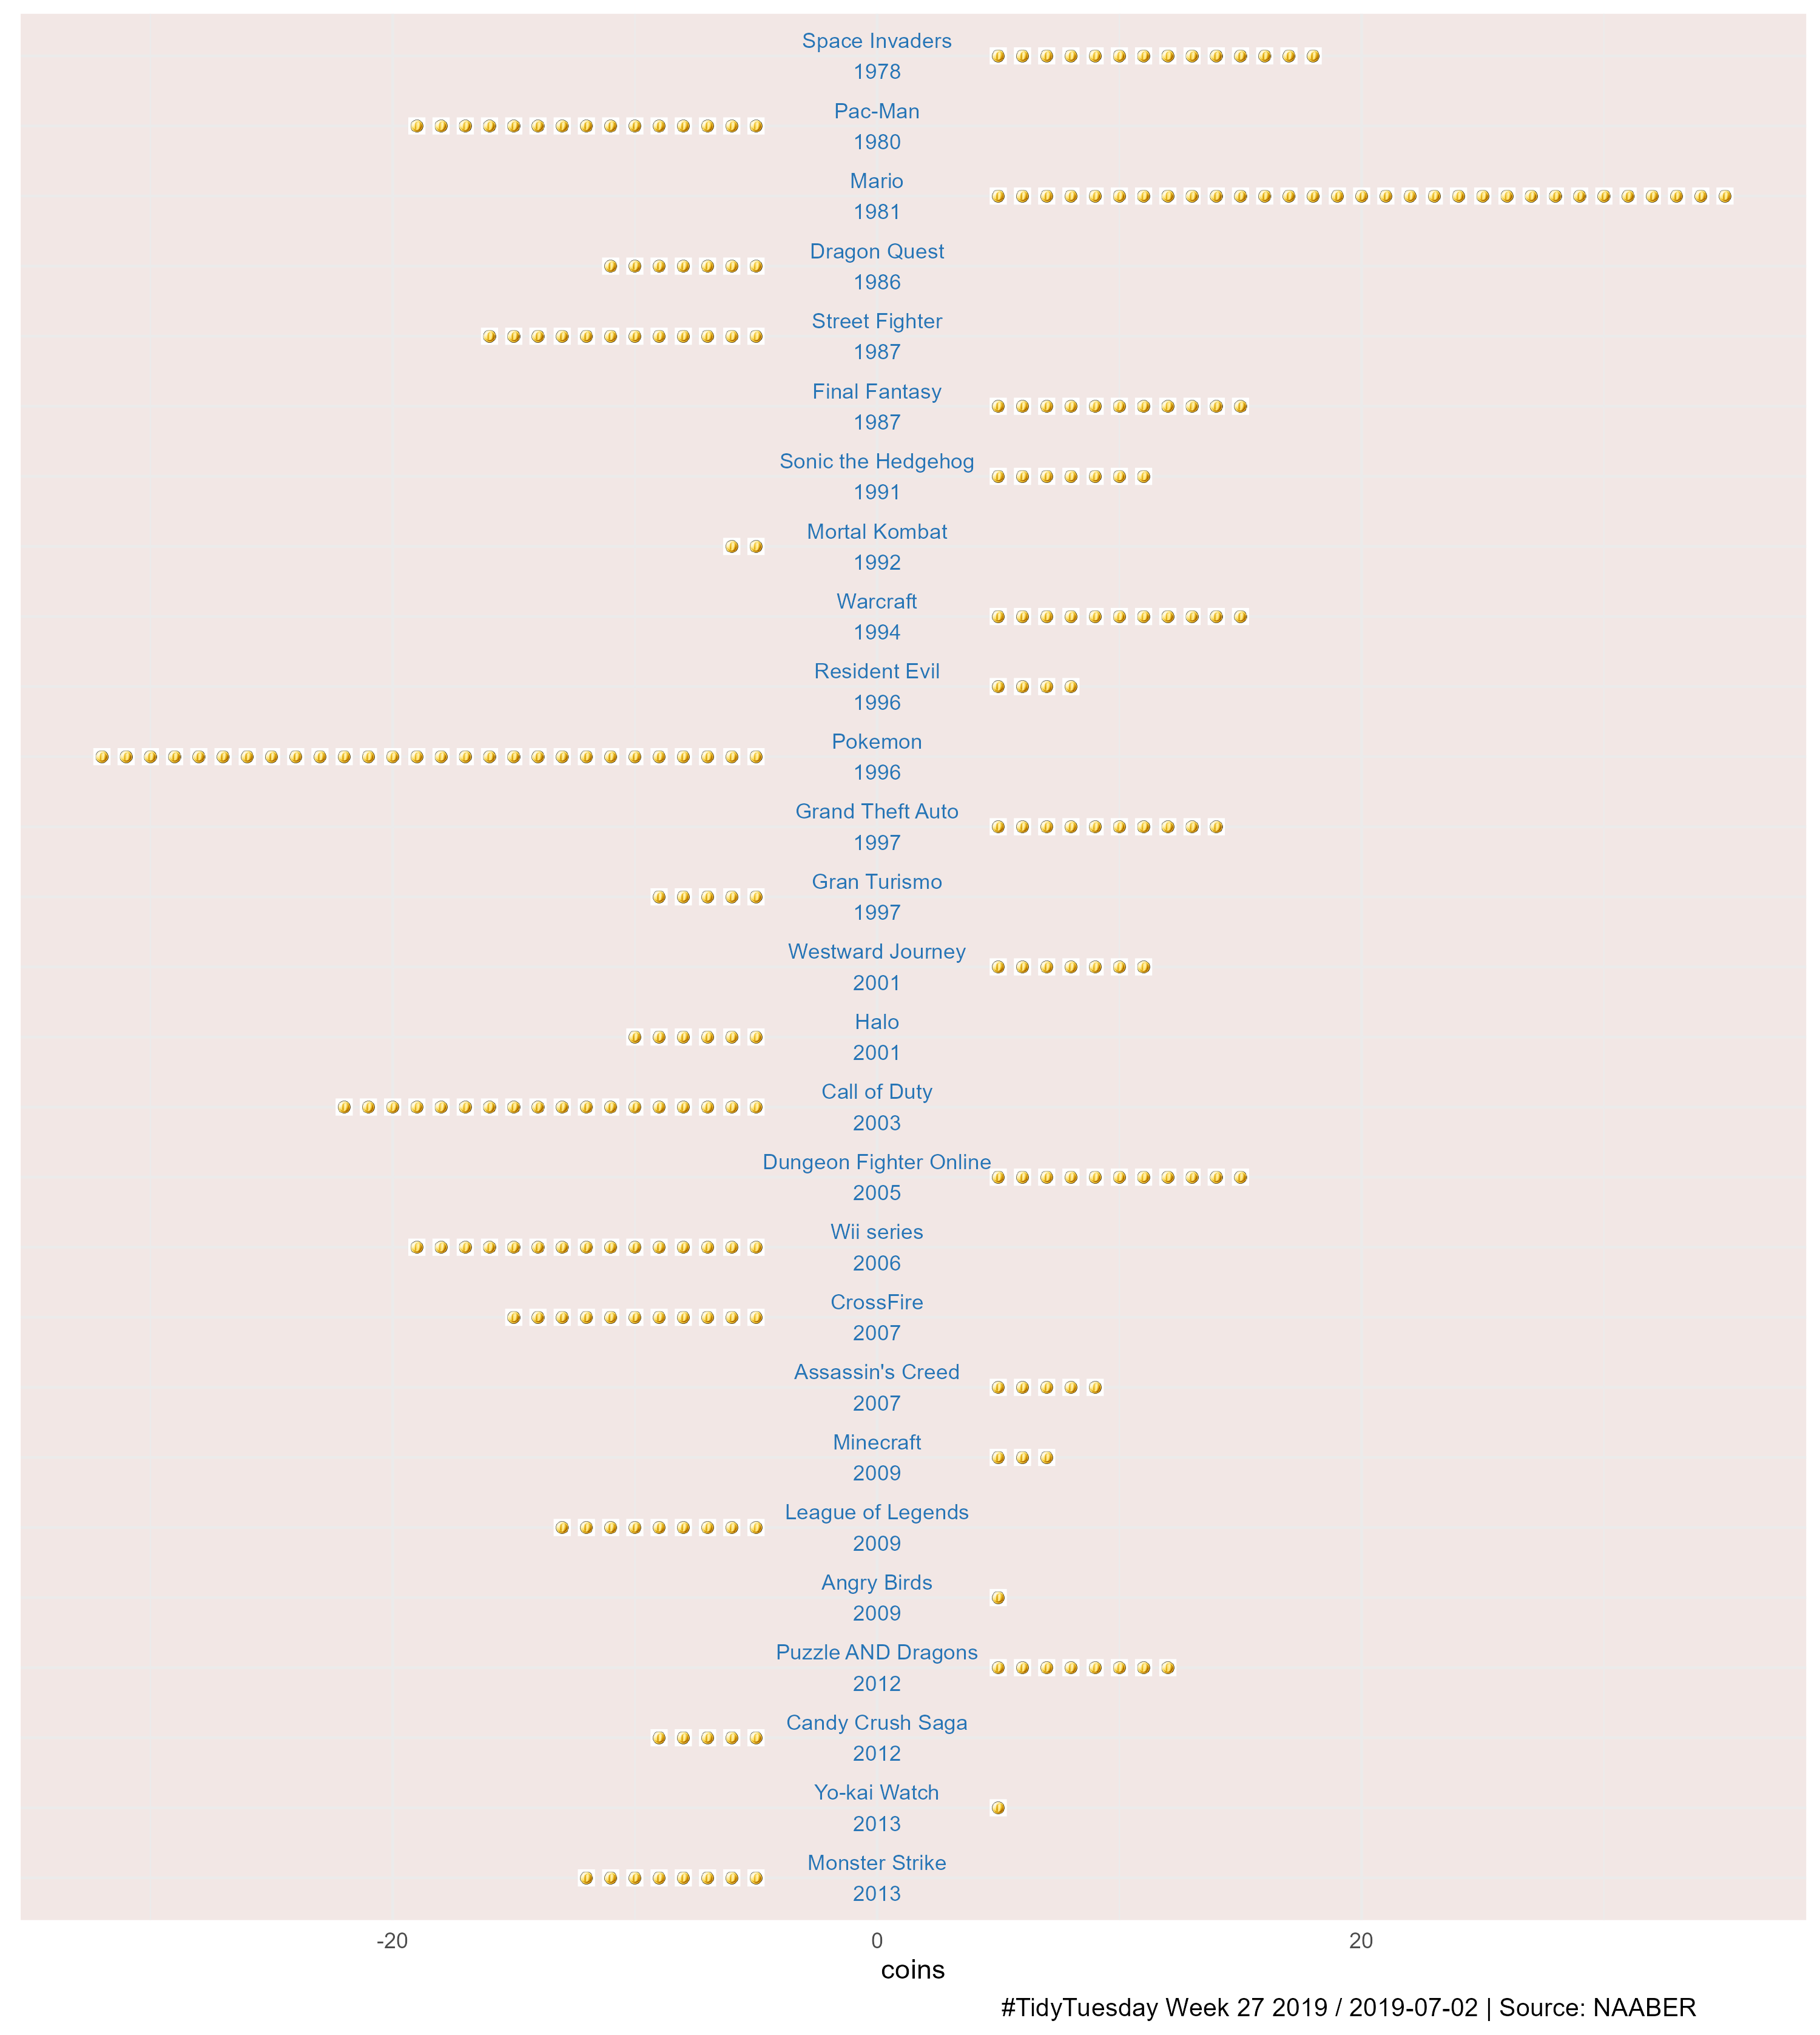 Space Invaders
1978
Pac-Man
1980
Mario
1981
Dragon Quest
1986
Street Fighter
1987
Final Fantasy
1987
Sonic the Hedgehog
1991
Mortal Kombat
1992
Warcraft
1994
Resident Evil
1996
Pokemon
1996
Grand Theft Auto
1997
Gran Turismo
1997
Westward Journey
2001
Halo
2001
Call of Duty
2003
Dungeon Fighter Online
2005
Wii series
2006
CrossFire
2007
Assassin's Creed
2007
Minecraft
2009
League of Legends
2009
Angry Birds
2009
Puzzle AND Dragons
2012
Candy Crush Saga
2012
Yo-kai Watch
2013
Monster Strike
2013
-20 0 20
coins
#TidyTuesday Week 27 2019 / 2019-07-02 | Source: NAABER